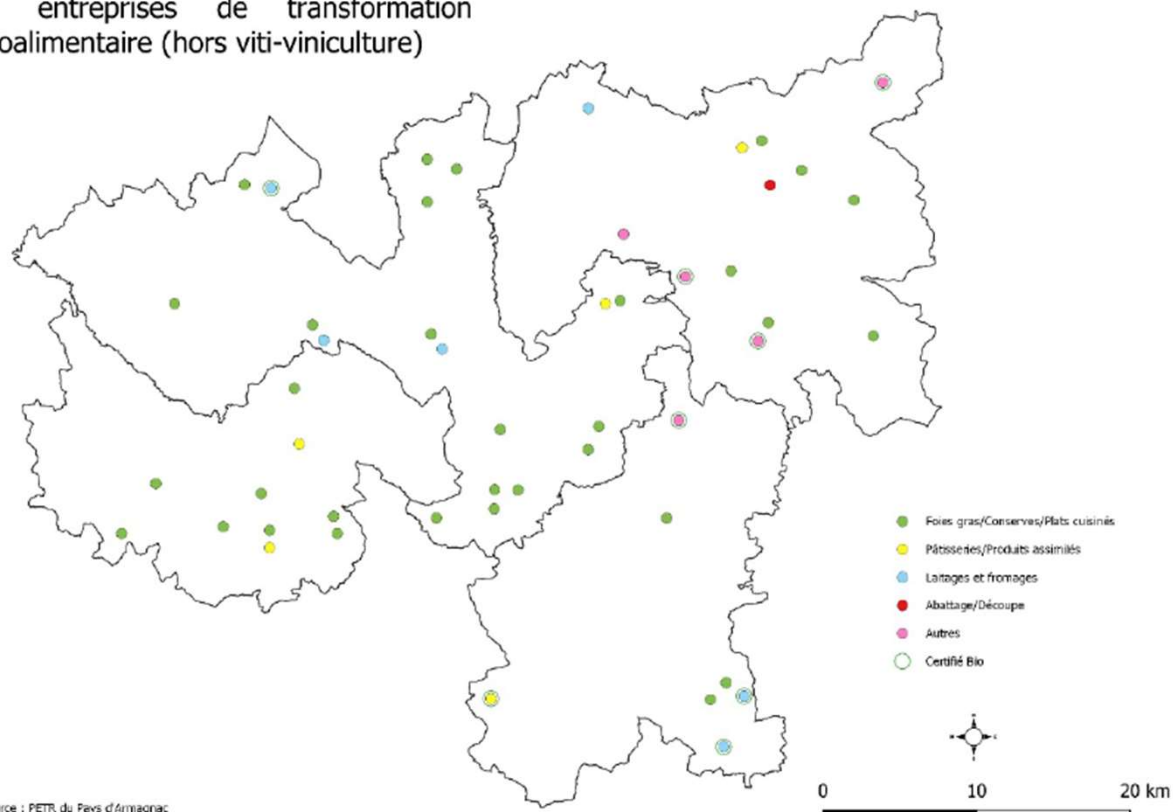 entreprises de transformation
oalimentaire (hors viti-viniculture)
Foies gras/Conserves/Plats cuisinés
Pâtisseries/Produits assimilés
Laitages et fromages
Abattage/Découpe
Autres
Certifié Bio
0 10 20 km
rce : PETR du Pays d'Armagnac